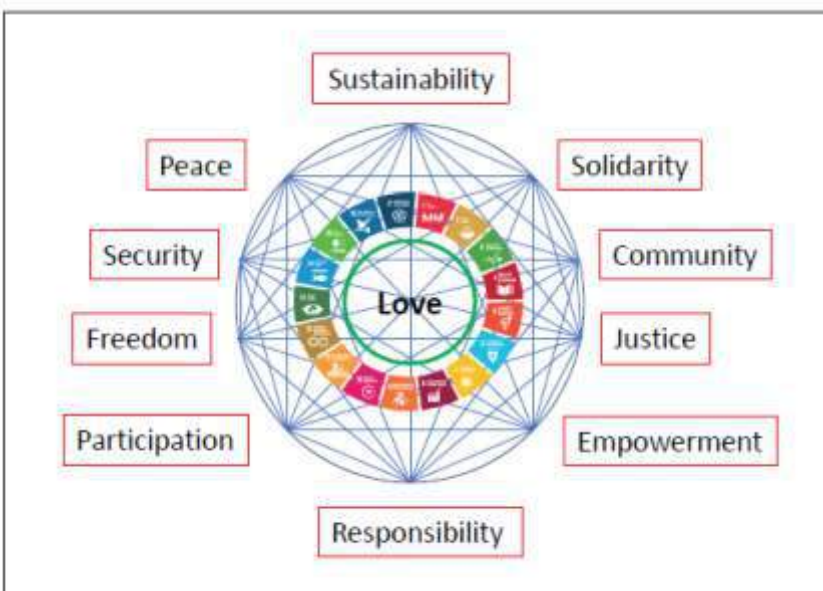 Sustainability
Peace
Solidarity
Security
Community
Love
Freedom
Justice
Participation
Empowerment
Responsibility